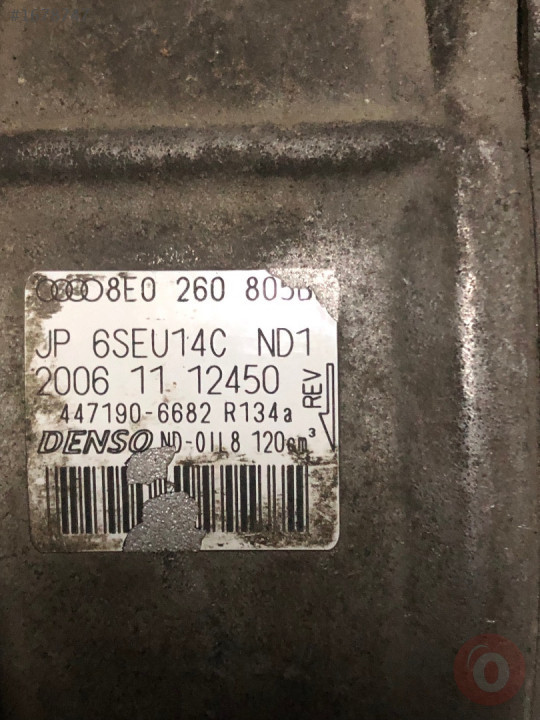 8E0 260 805B
JP 6SEU14C ND1
2006 11 12450
447190-6682 R134a
REV
DENSO ND-OIL8 120cm³